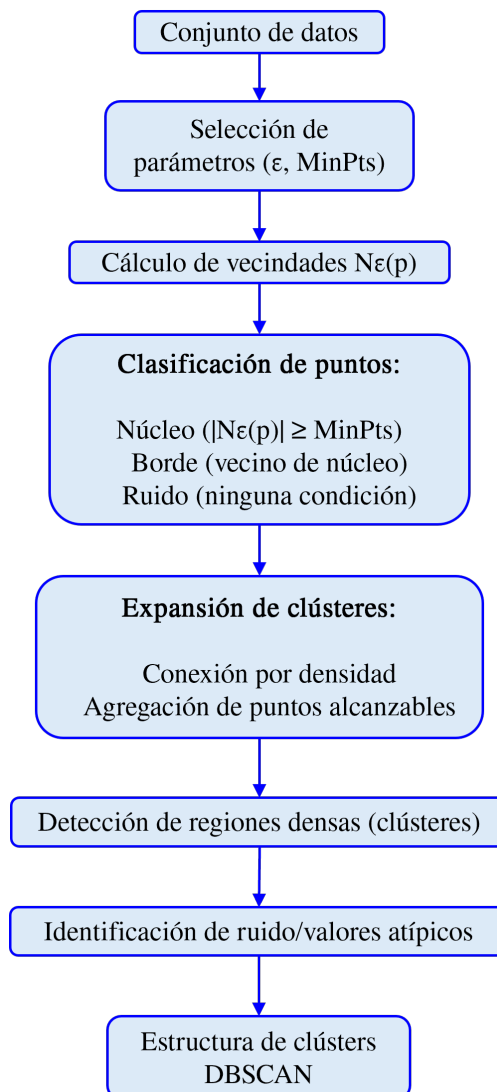 Conjunto de datos
Selección de
parámetros (ε, MinPts)
Cálculo de vecindades Nε(p)
Clasificación de puntos:
Núcleo (|Nε(p)| ≥ MinPts)
Borde (vecino de núcleo)
Ruido (ninguna condición)
Expansión de clústeres:
Conexión por densidad
Agregación de puntos alcanzables
Detección de regiones densas (clústeres)
Identificación de ruido/valores atípicos
Estructura de clústers
DBSCAN